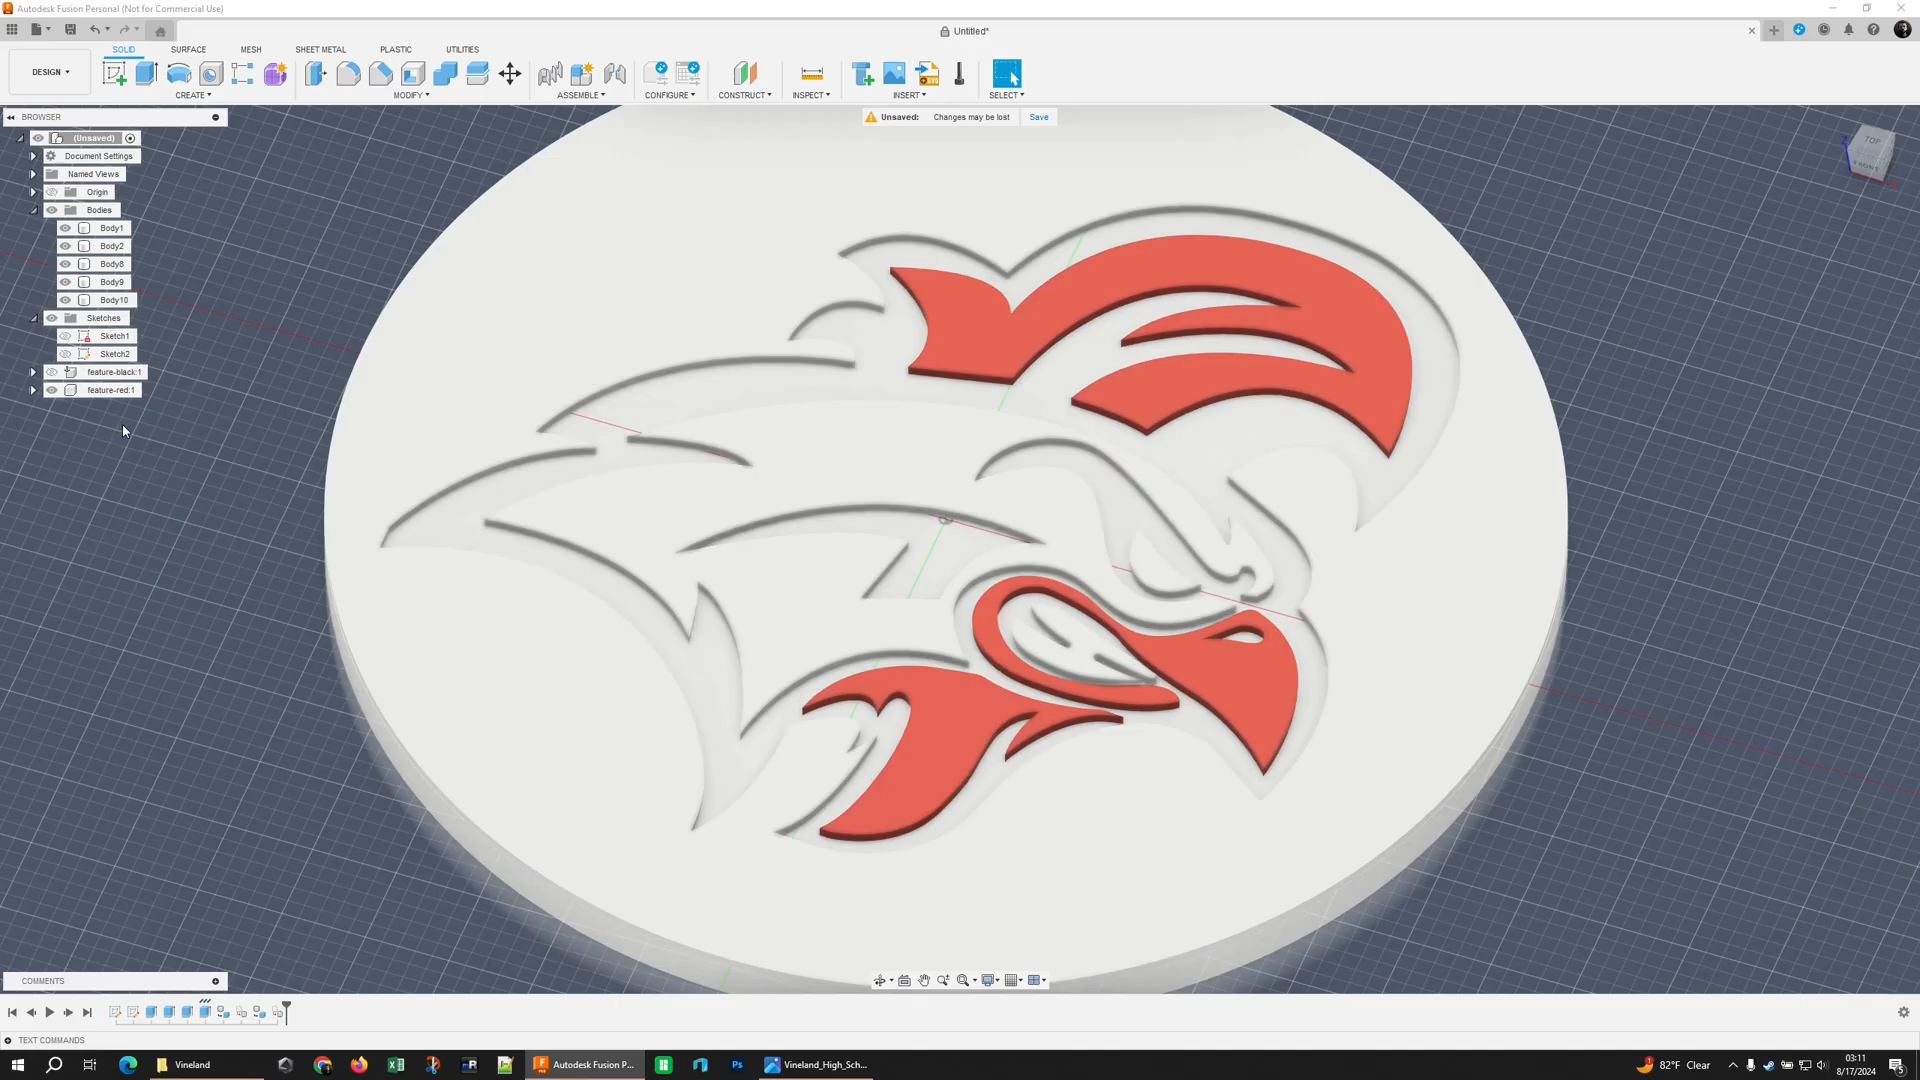 Autodesk Fusion Personal (Not for Commercial Use)
Untitled*
SOLID SURFACE MESH SHEET METAL PLASTIC UTILITIES
DESIGN
CREATE MODIFY ASSEMBLE CONFIGURE CONSTRUCT INSPECT INSERT SELECT
BROWSER
Unsaved: Changes may be lost Save
(Unsaved)
Document Settings
Named Views
Origin
Bodies
Body1
Body2
Body8
Body9
Body10
Sketches
Sketch1
Sketch2
feature-black:1
feature-red:1
TOP
FRONT
COMMENTS
TEXT COMMANDS
Vineland
Autodesk Fusion P...
Vineland_High_Sch...
82°F Clear
03:11
8/17/2024